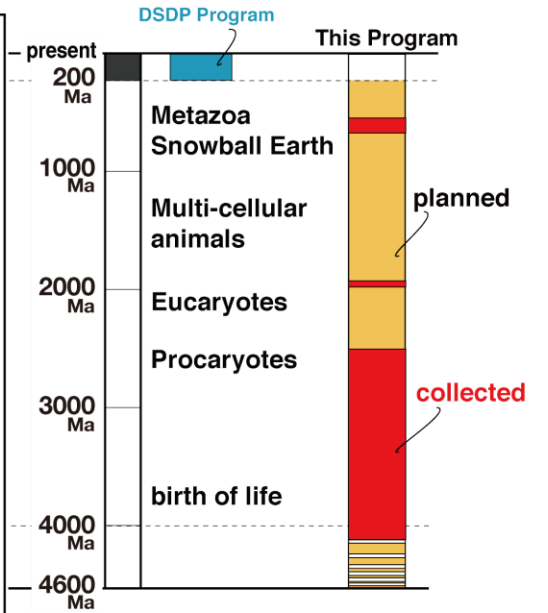 DSDP Program
This Program
present
200
Ma
Metazoa
Snowball Earth
1000
Ma
planned
Multi-cellular
animals
2000
Ma
Eucaryotes
Procaryotes
collected
3000
Ma
birth of life
4000
Ma
4600
Ma